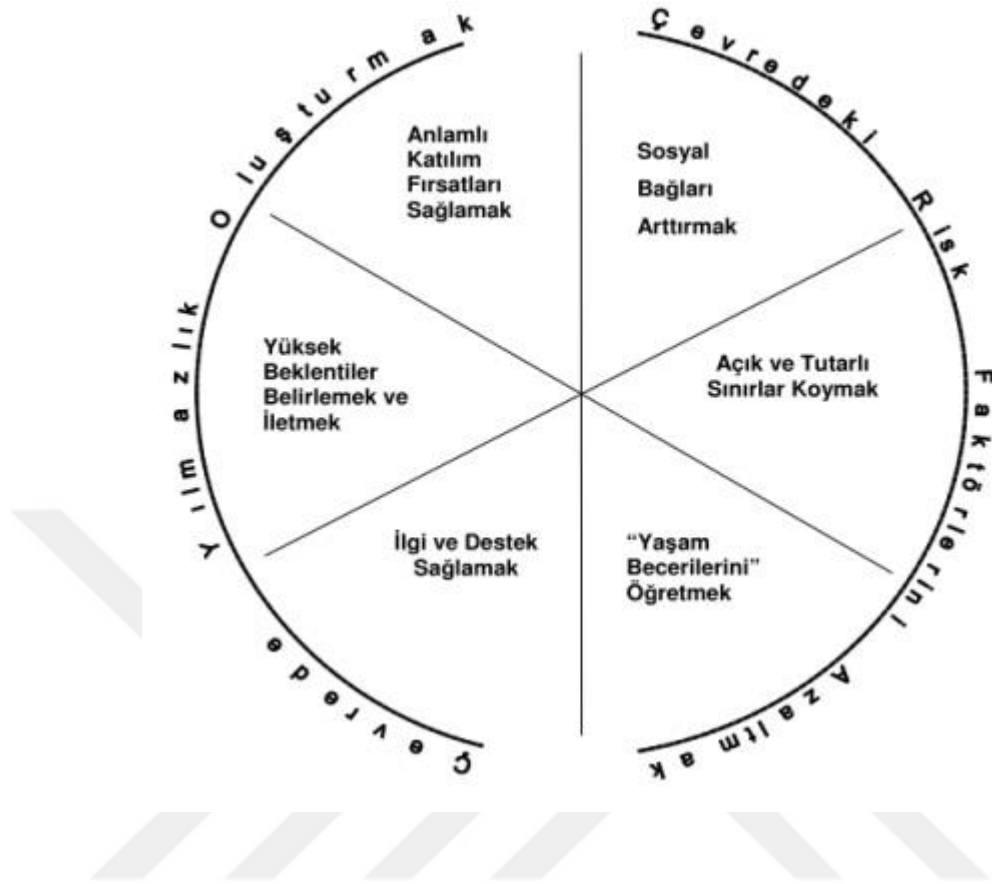 Çevrede Yılmazlık Oluşturmak
Çevredeki Risk Faktörlerini Azaltmak
Anlamlı
Katılım
Fırsatları
Sağlamak
Sosyal
Bağları
Arttırmak
Yüksek
Beklentiler
Belirlemek ve
İletmek
Açık ve Tutarlı
Sınırlar Koymak
İlgi ve Destek
Sağlamak
“Yaşam
Becerilerini”
Öğretmek